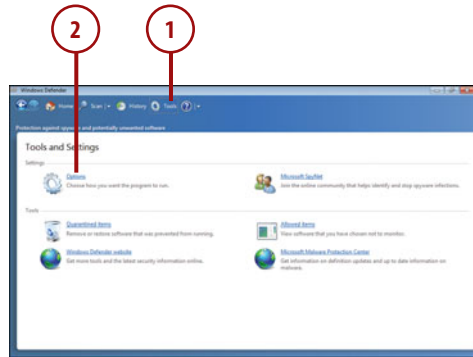 2 1
Windows Defender
Home Scan History Tools
Protection against spyware and potentially unwanted software
Tools and Settings
Settings
Options
Choose how you want the program to run.
Microsoft SpyNet
Join the online community that helps identify and stop spyware infections.
Tools
Quarantined items
Remove or restore software that was prevented from running.
Allowed items
View software that you have chosen not to monitor.
Windows Defender website
Get more tools and the latest security information online.
Microsoft Malware Protection Center
Get information on definition updates and up to date information on
malware.